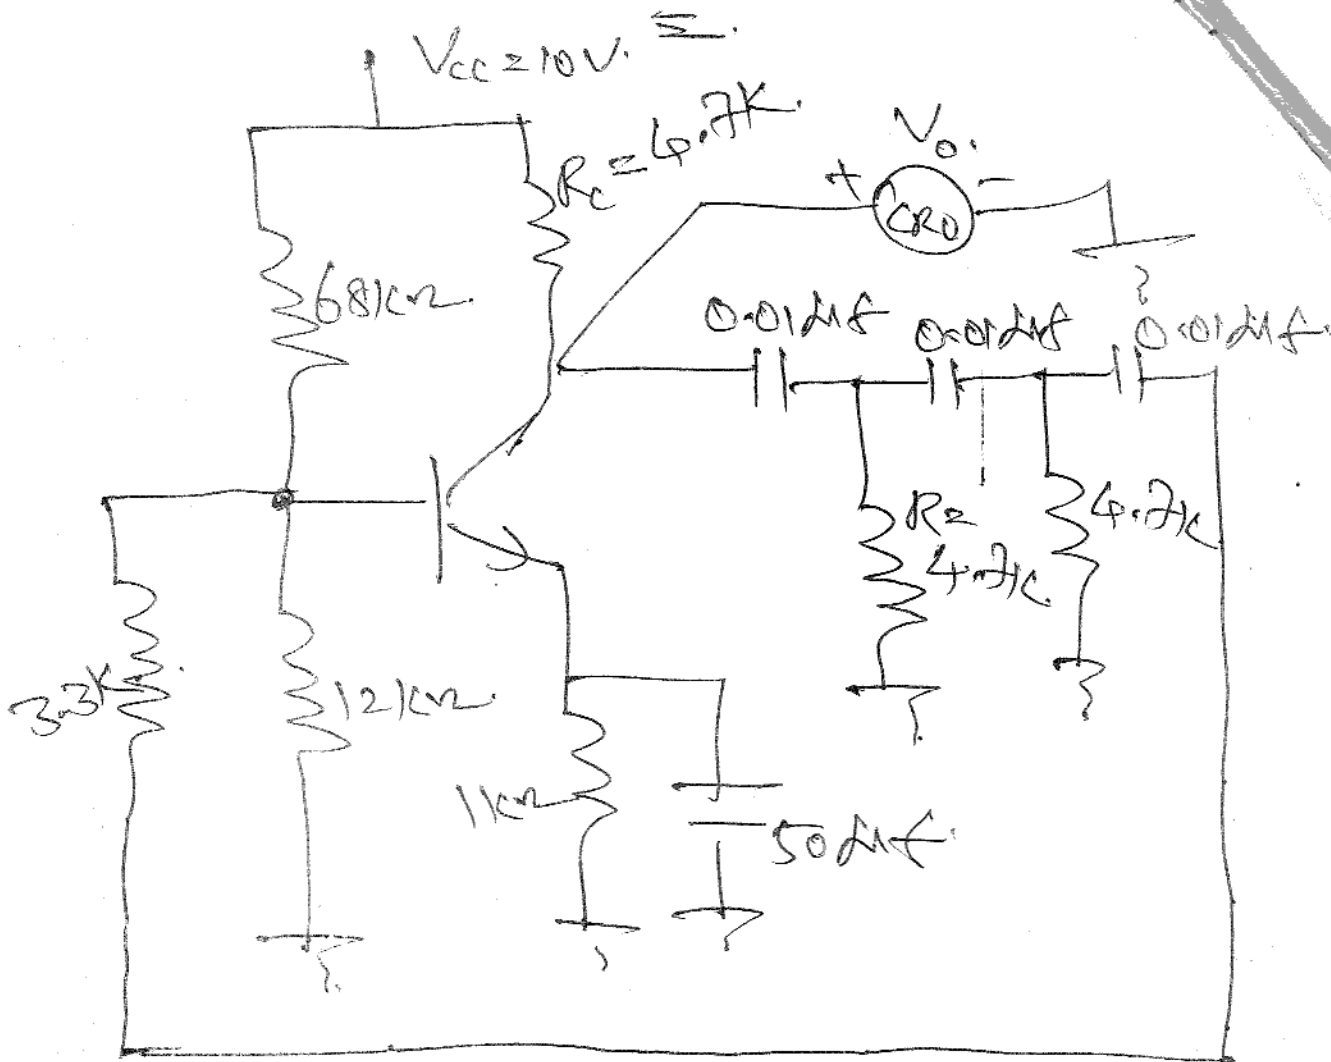 Vcc = 10V.
Rc = 4.7K.
Vo.
+
-
CRO
68kΩ.
0.01μf
0.01μf
0.01μf.
R=
4.7k.
4.7k
3.3K.
12kΩ.
1kΩ
50μf.